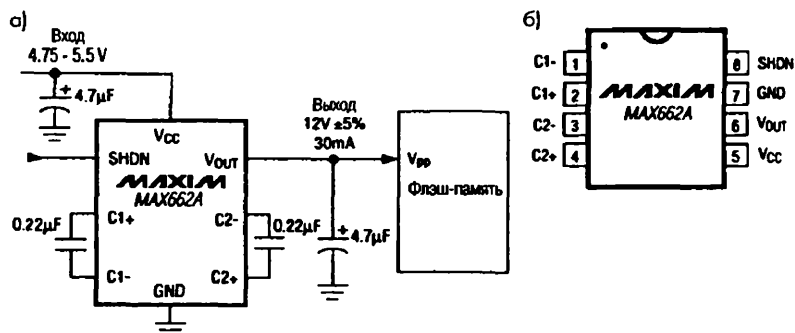 а)
Вход
4.75 - 5.5 V
+
4.7µF
VCC
SHDN
VOUT
MAXIM
MAX662A
C1+
C2-
0.22µF
0.22µF
C1-
C2+
GND
Выход
12V ±5%
30mA
+
4.7µF
Vpp
Флэш-память
б)
C1- 1
C1+ 2
C2- 3
C2+ 4
MAXIM
MAX662A
8 SHDN
7 GND
6 VOUT
5 VCC